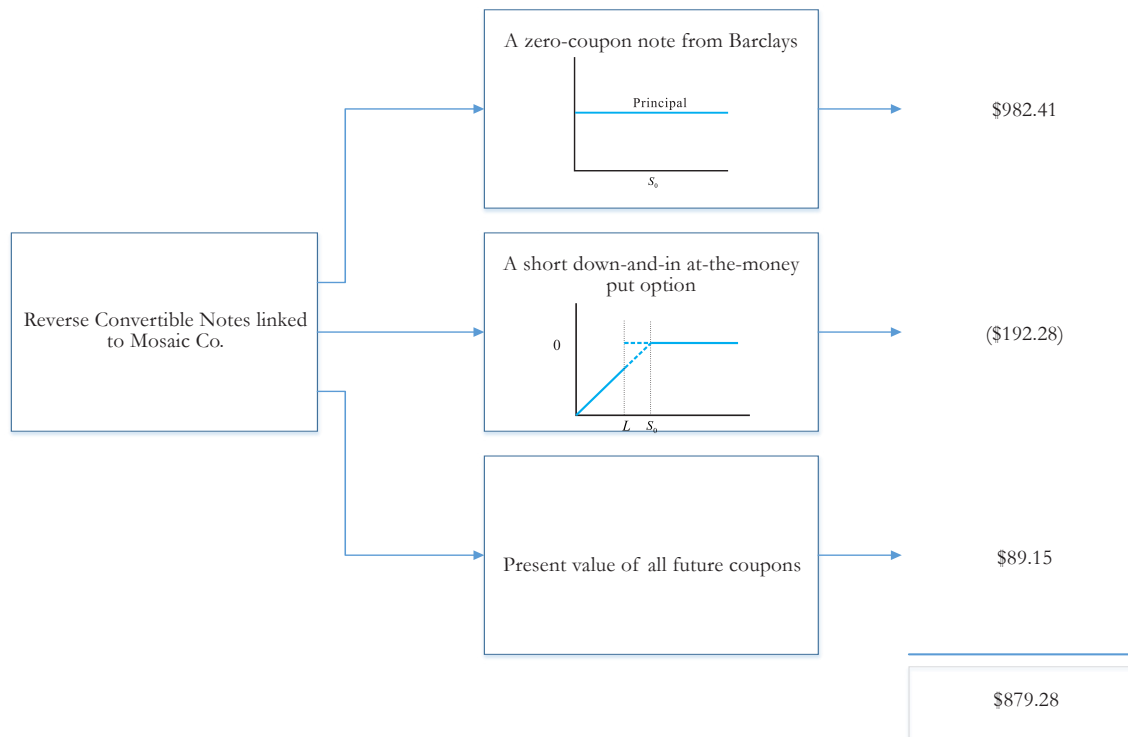 A zero-coupon note from Barclays
Principal
S₀
$982.41
Reverse Convertible Notes linked
to Mosaic Co.
A short down-and-in at-the-money
put option
0
L S₀
($192.28)
Present value of all future coupons
$89.15
$879.28